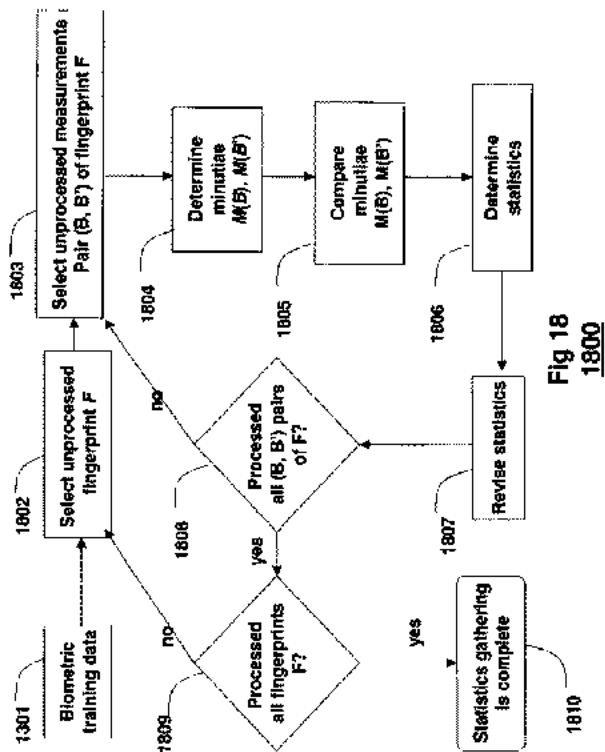 1301
Biometric
training data
1802
Select unprocessed
fingerprint F
1803
Select unprocessed measurements
Pair (B, B') of fingerprint F
1804
Determine
minutiae
M(B), M(B')
1805
Compare
minutiae
M(B), M(B')
1806
Determine
statistics
1807
Revise statistics
1808
Processed
all (B, B') pairs
of F?
no
yes
1809
Processed
all fingerprints
F?
no
yes
Statistics gathering
is complete
1810
Fig 18
1800